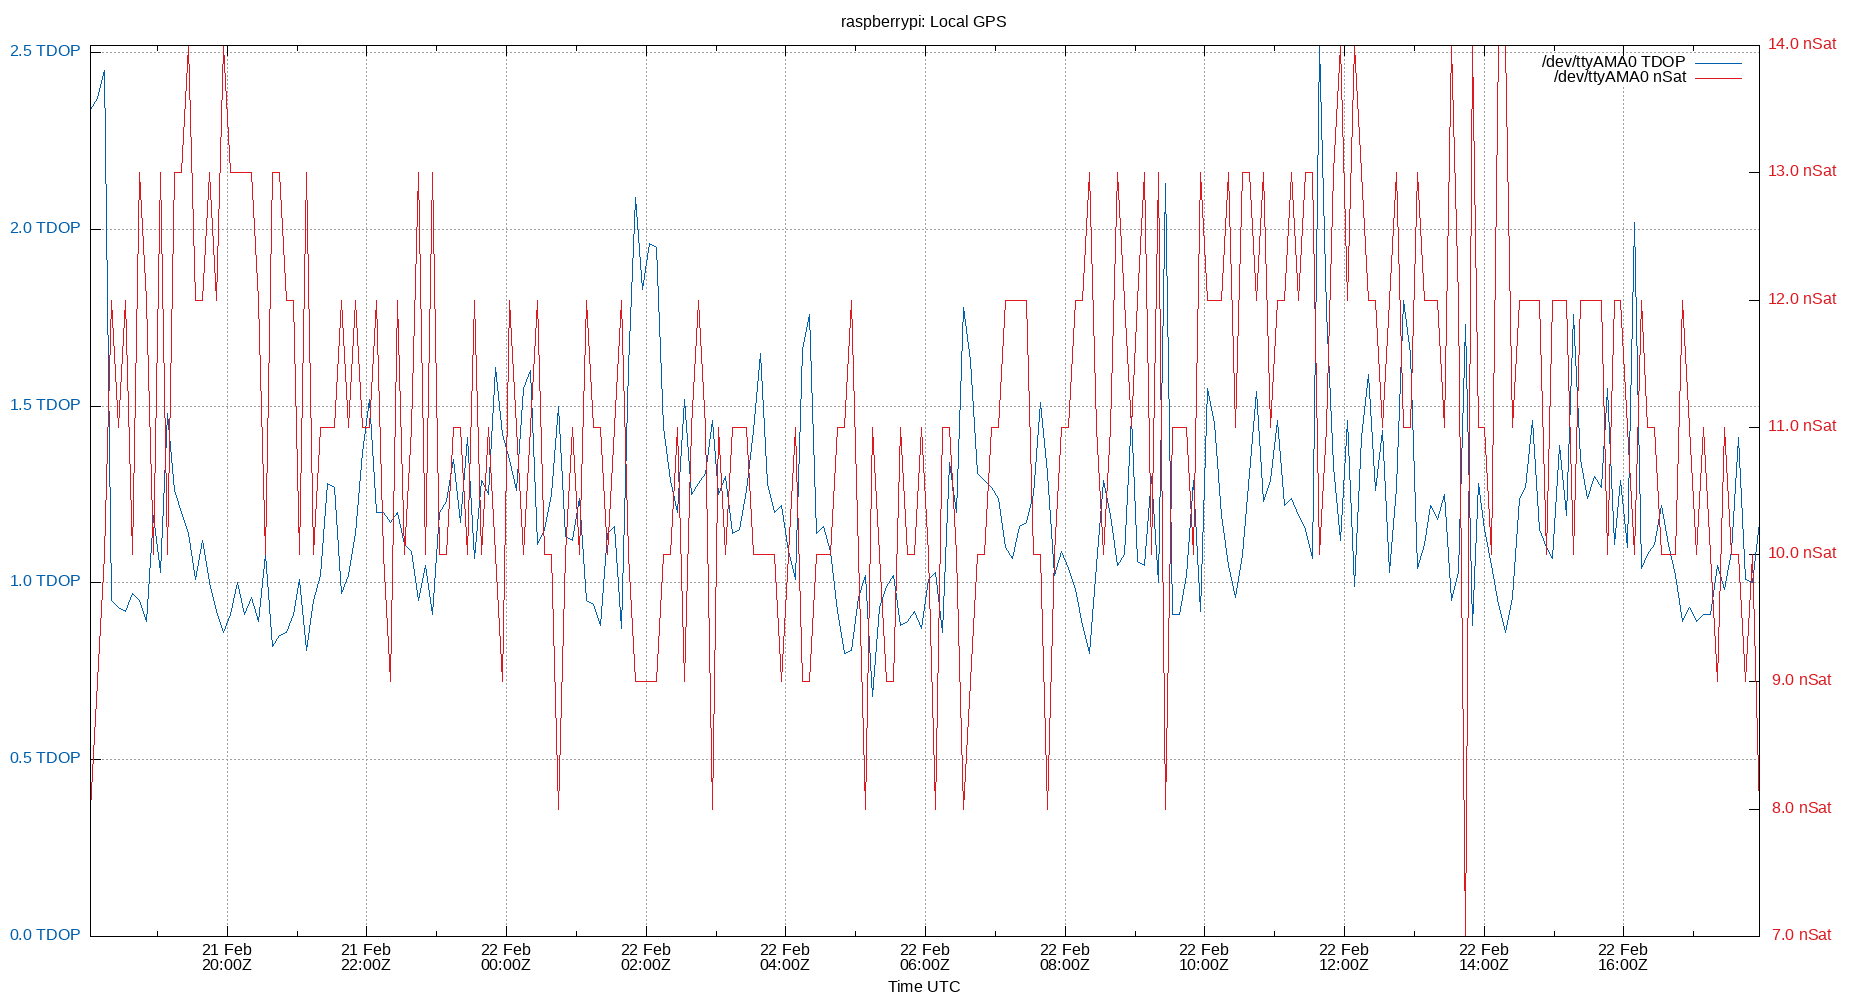 raspberrypi: Local GPS
2.5 TDOP
2.0 TDOP
1.5 TDOP
1.0 TDOP
0.5 TDOP
0.0 TDOP
14.0 nSat
13.0 nSat
12.0 nSat
11.0 nSat
10.0 nSat
9.0 nSat
8.0 nSat
7.0 nSat
/dev/ttyAMA0 TDOP
/dev/ttyAMA0 nSat
21 Feb
20:00Z
21 Feb
22:00Z
22 Feb
00:00Z
22 Feb
02:00Z
22 Feb
04:00Z
22 Feb
06:00Z
22 Feb
08:00Z
22 Feb
10:00Z
22 Feb
12:00Z
22 Feb
14:00Z
22 Feb
16:00Z
Time UTC